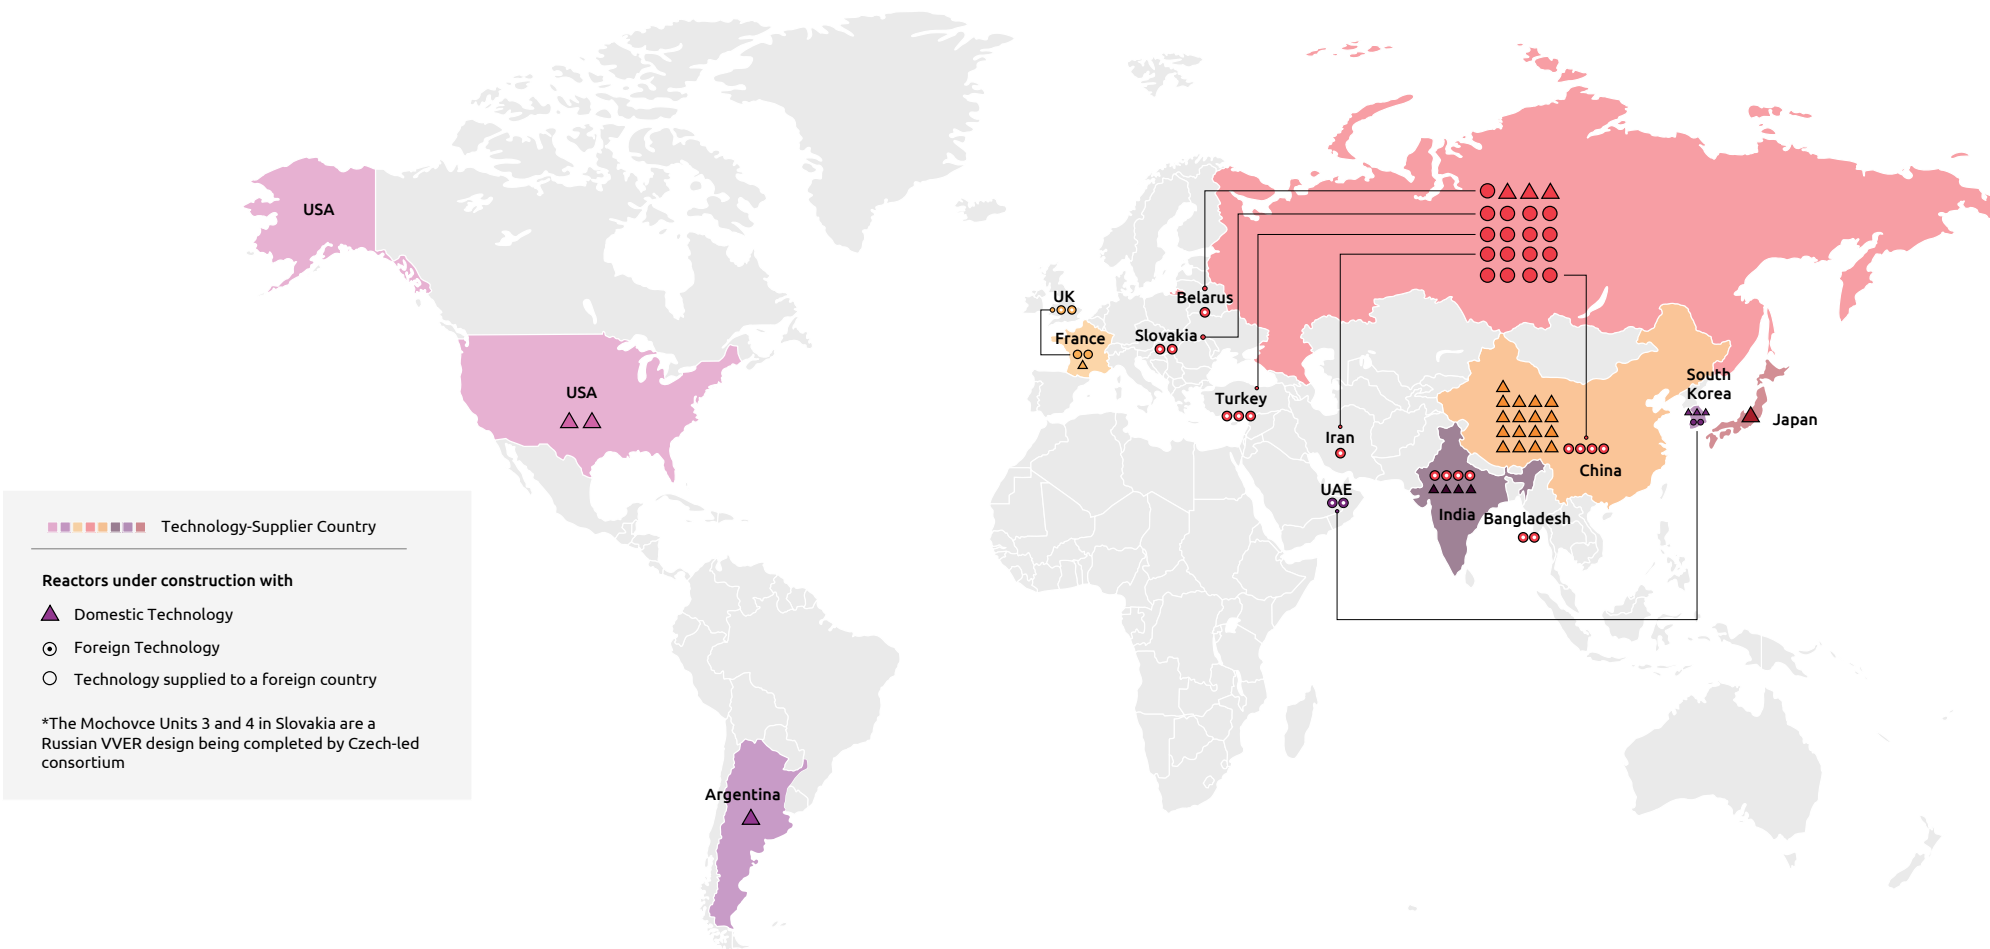 USA
USA
UK
France
Belarus
Slovakia
Turkey
Iran
UAE
India
Bangladesh
China
South
Korea
Japan
Argentina
Technology-Supplier Country
Reactors under construction with
Domestic Technology
Foreign Technology
Technology supplied to a foreign country
*The Mochovce Units 3 and 4 in Slovakia are a
Russian VVER design being completed by Czech-led
consortium